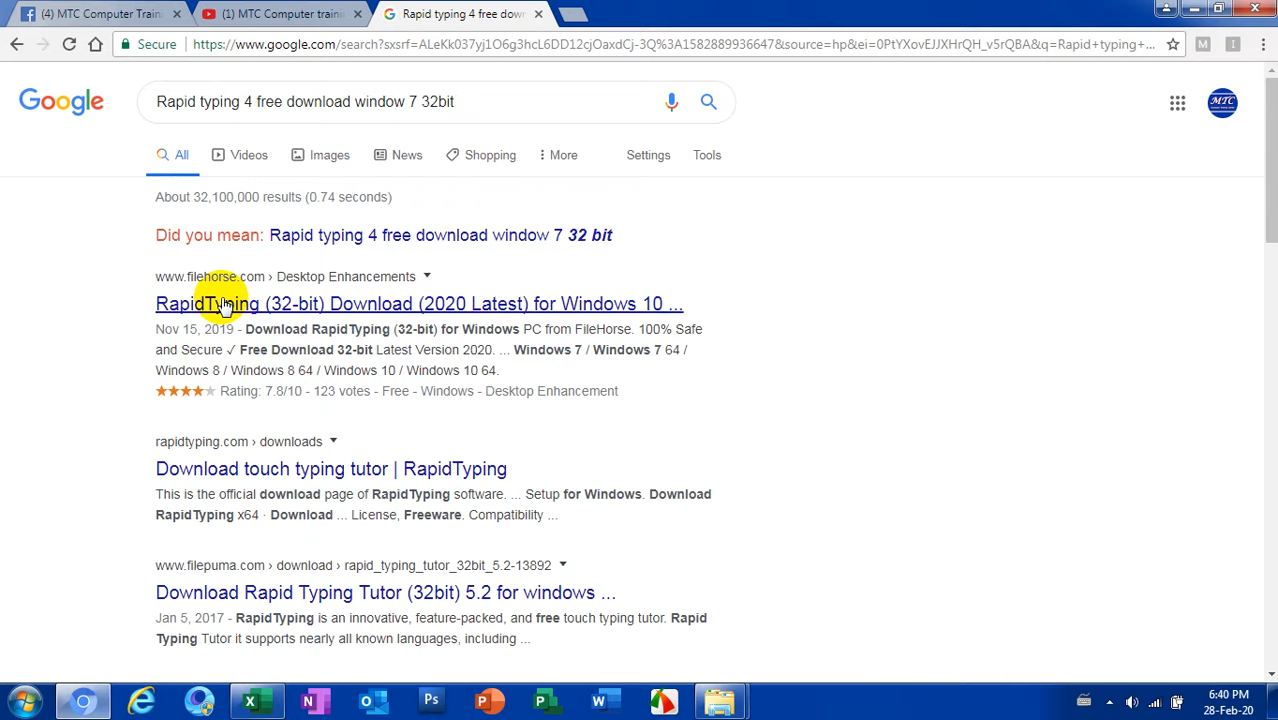 (4) MTC Computer Train
(1) MTC Computer traini
Rapid typing 4 free dow
Secure
https://www.google.com/search?sxsrf=ALeKk037yj1O6g3hcL6DD12cjOaxdCj-3Q%3A1582889936647&source=hp&ei=0PtYXovEJJXHrQH_v5rQBA&q=Rapid+typing+...
M
I
Google
Rapid typing 4 free download window 7 32bit
MTC
All
Videos
Images
News
Shopping
More
Settings
Tools
About 32,100,000 results (0.74 seconds)
Did you mean: Rapid typing 4 free download window 7 32 bit
www.filehorse.com › Desktop Enhancements
RapidTyping (32-bit) Download (2020 Latest) for Windows 10 ...
Nov 15, 2019 - Download RapidTyping (32-bit) for Windows PC from FileHorse. 100% Safe
and Secure ✓ Free Download 32-bit Latest Version 2020. ... Windows 7 / Windows 7 64 /
Windows 8 / Windows 8 64 / Windows 10 / Windows 10 64.
Rating: 7.8/10 - 123 votes - Free - Windows - Desktop Enhancement
rapidtyping.com › downloads
Download touch typing tutor | RapidTyping
This is the official download page of RapidTyping software. ... Setup for Windows. Download
RapidTyping x64 · Download ... License, Freeware. Compatibility ...
www.filepuma.com › download › rapid_typing_tutor_32bit_5.2-13892
Download Rapid Typing Tutor (32bit) 5.2 for windows ...
Jan 5, 2017 - RapidTyping is an innovative, feature-packed, and free touch typing tutor. Rapid
Typing Tutor it supports nearly all known languages, including ...
Ps
6:40 PM
28-Feb-20